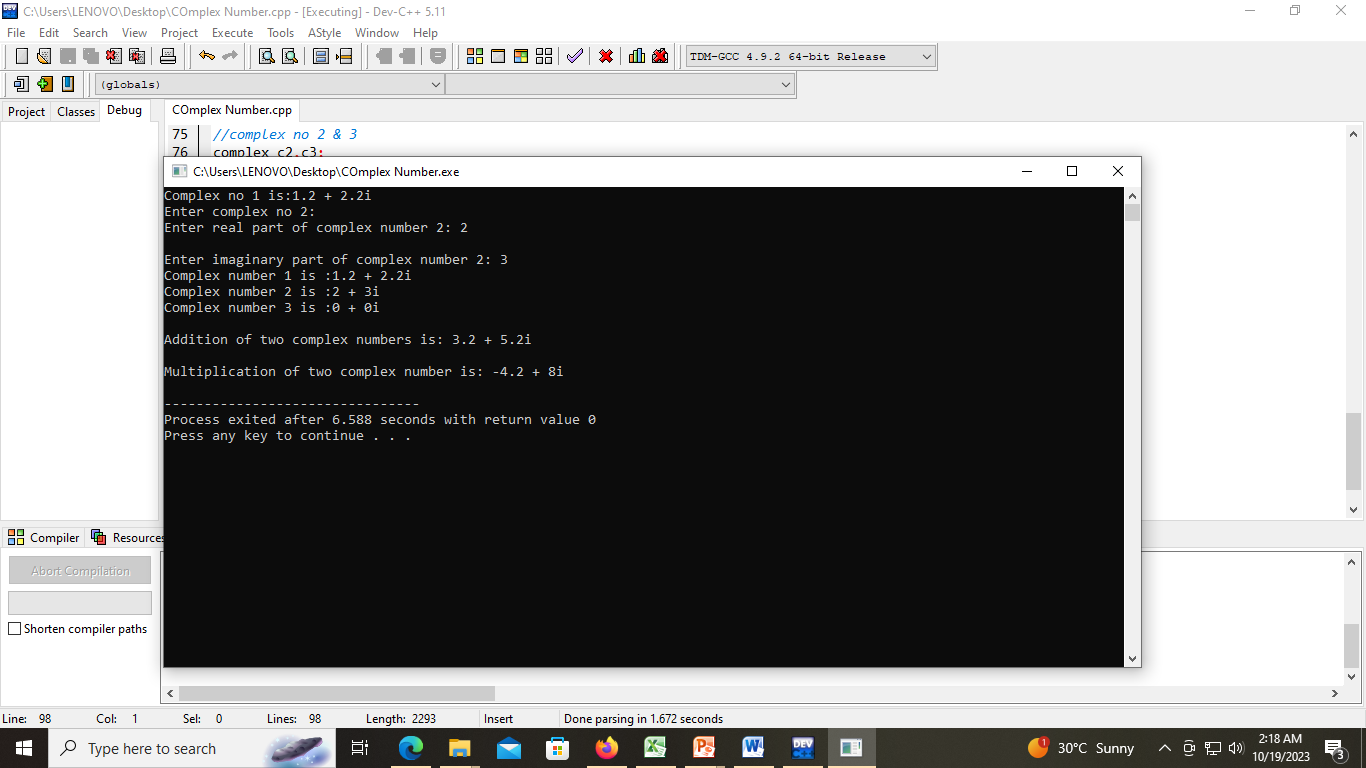 C:\Users\LENOVO\Desktop\COmplex Number.cpp - [Executing] - Dev-C++ 5.11
File Edit Search View Project Execute Tools AStyle Window Help
TDM-GCC 4.9.2 64-bit Release
(globals)
Project Classes Debug COmplex Number.cpp
75 //complex no 2 & 3
76 complex c2,c3;
C:\Users\LENOVO\Desktop\COmplex Number.exe
Complex no 1 is:1.2 + 2.2i
Enter complex no 2:
Enter real part of complex number 2: 2
Enter imaginary part of complex number 2: 3
Complex number 1 is :1.2 + 2.2i
Complex number 2 is :2 + 3i
Complex number 3 is :0 + 0i
Addition of two complex numbers is: 3.2 + 5.2i
Multiplication of two complex number is: -4.2 + 8i
--------------------------------
Process exited after 6.588 seconds with return value 0
Press any key to continue . . .
Compiler Resources
Abort Compilation
Shorten compiler paths
Line: 98 Col: 1 Sel: 0 Lines: 98 Length: 2293 Insert Done parsing in 1.672 seconds
Type here to search
DEV
1
30°C Sunny
2:18 AM
10/19/2023
3